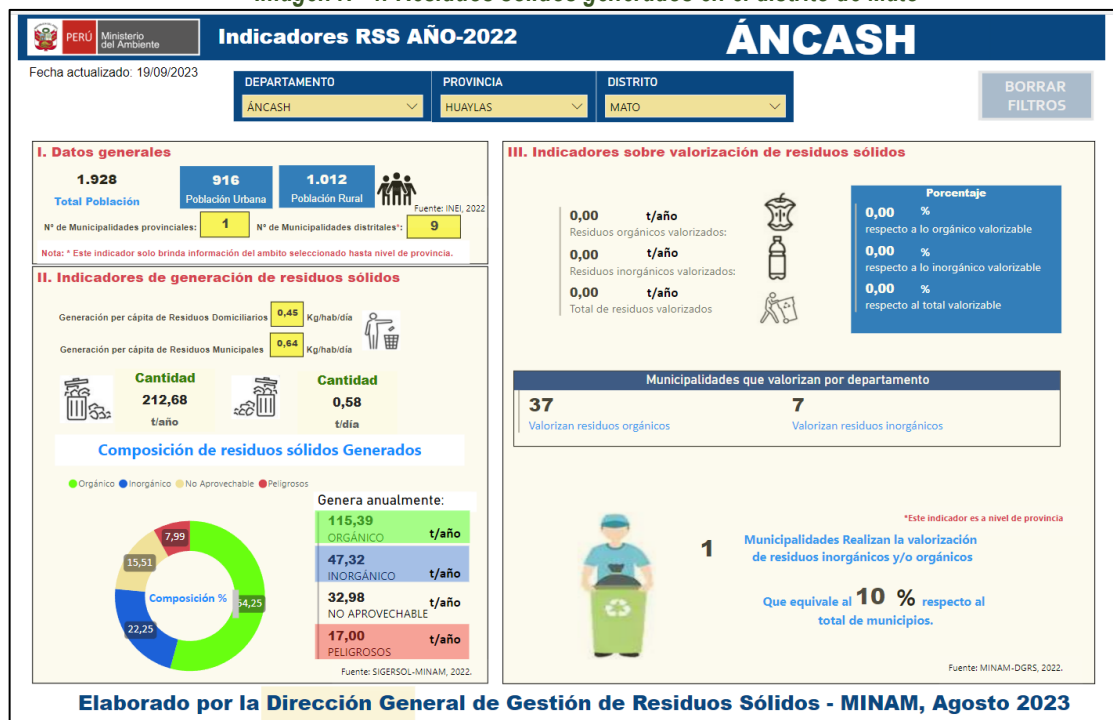 Imagen N° 4. Residuos sólidos generados en el distrito de Mato
PERÚ
Ministerio
del Ambiente
Indicadores RSS AÑO-2022
ÁNCASH
Fecha actualizado: 19/09/2023
DEPARTAMENTO
ÁNCASH
PROVINCIA
HUAYLAS
DISTRITO
MATO
BORRAR
FILTROS
I. Datos generales
1.928
Total Población
916
Población Urbana
1.012
Población Rural
Fuente: INEI, 2022
N° de Municipalidades provinciales: 1
N° de Municipalidades distritales*: 9
Nota: * Este indicador solo brinda información del ambito seleccionado hasta nivel de provincia.
II. Indicadores de generación de residuos sólidos
Generación per cápita de Residuos Domiciliarios 0,45 Kg/hab/día
Generación per cápita de Residuos Municipales 0,64 Kg/hab/día
Cantidad
212,68
t/año
Cantidad
0,58
t/día
Composición de residuos sólidos Generados
Orgánico Inorgánico No Aprovechable Peligrosos
7,99
15,51
Composición %
54,25
22,25
Genera anualmente:
115,39
ORGÁNICO t/año
47,32
INORGÁNICO t/año
32,98 t/año
NO APROVECHABLE
17,00 t/año
PELIGROSOS
Fuente: SIGERSOL-MINAM, 2022.
III. Indicadores sobre valorización de residuos sólidos
0,00 t/año
Residuos orgánicos valorizados:
0,00 t/año
Residuos inorgánicos valorizados:
0,00 t/año
Total de residuos valorizados
Porcentaje
0,00 %
respecto a lo orgánico valorizable
0,00 %
respecto a lo inorgánico valorizable
0,00 %
respecto al total valorizable
Municipalidades que valorizan por departamento
37
Valorizan residuos orgánicos
7
Valorizan residuos inorgánicos
*Este indicador es a nivel de provincia
1 Municipalidades Realizan la valorización
de residuos inorgánicos y/o orgánicos
Que equivale al 10 % respecto al
total de municipios.
Fuente: MINAM-DGRS, 2022.
Elaborado por la Dirección General de Gestión de Residuos Sólidos - MINAM, Agosto 2023